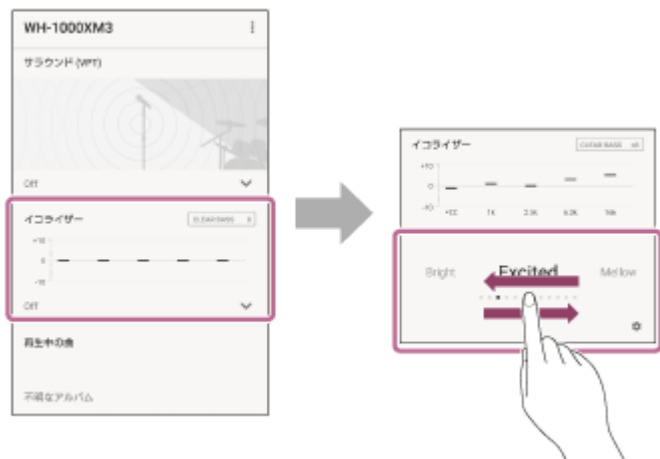 WH-1000XM3
サラウンド (VPT)
Off
イコライザー
CLEAR BASS 0
+10
0
-10
Off
再生中の曲
不明なアルバム
イコライザー
CLEAR BASS
+10
0
-10
400 1k 2.5k 6.3k 16k
Bright Excited Mellow